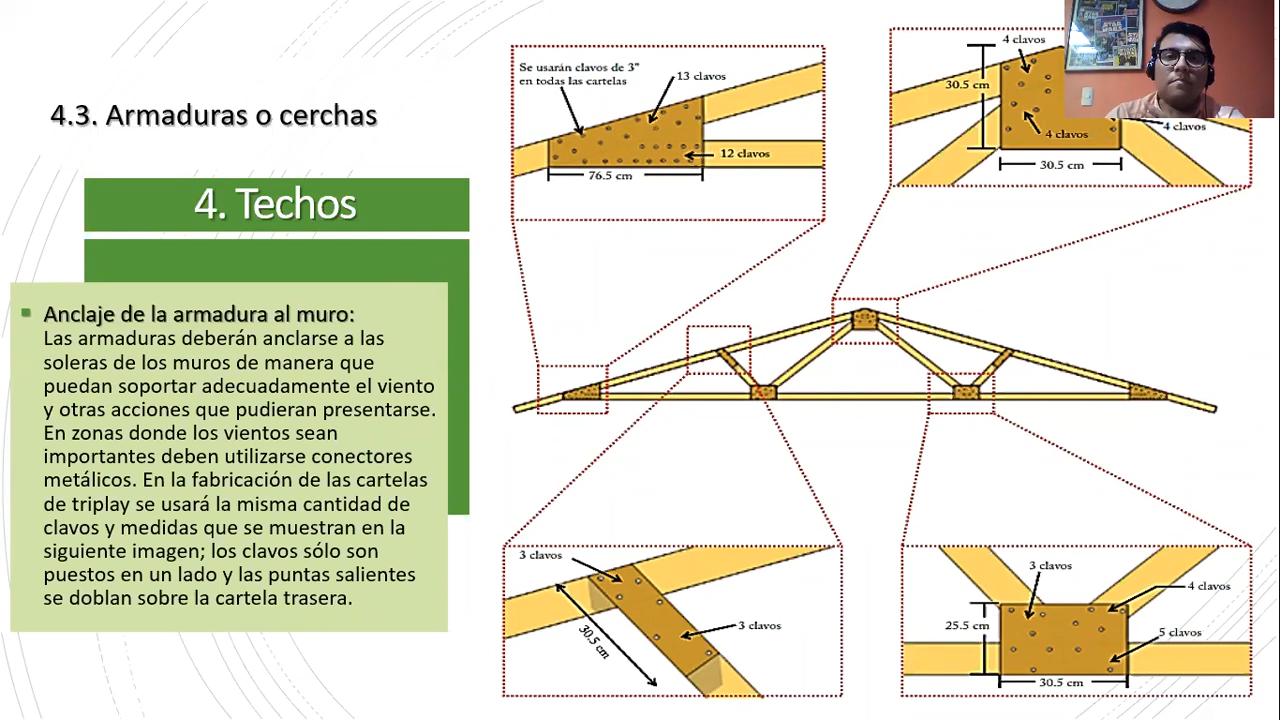 4.3. Armaduras o cerchas
4. Techos
Anclaje de la armadura al muro:
Las armaduras deberán anclarse a las
soleras de los muros de manera que
puedan soportar adecuadamente el viento
y otras acciones que pudieran presentarse.
En zonas donde los vientos sean
importantes deben utilizarse conectores
metálicos. En la fabricación de las cartelas
de triplay se usará la misma cantidad de
clavos y medidas que se muestran en la
siguiente imagen; los clavos sólo son
puestos en un lado y las puntas salientes
se doblan sobre la cartela trasera.
Se usarán clavos de 3"
en todas las cartelas
13 clavos
12 clavos
76.5 cm
4 clavos
30.5 cm
4 clavos
4 clavos
30.5 cm
STAR
WARS
3 clavos
3 clavos
30.5 cm
3 clavos
4 clavos
25.5 cm
5 clavos
30.5 cm